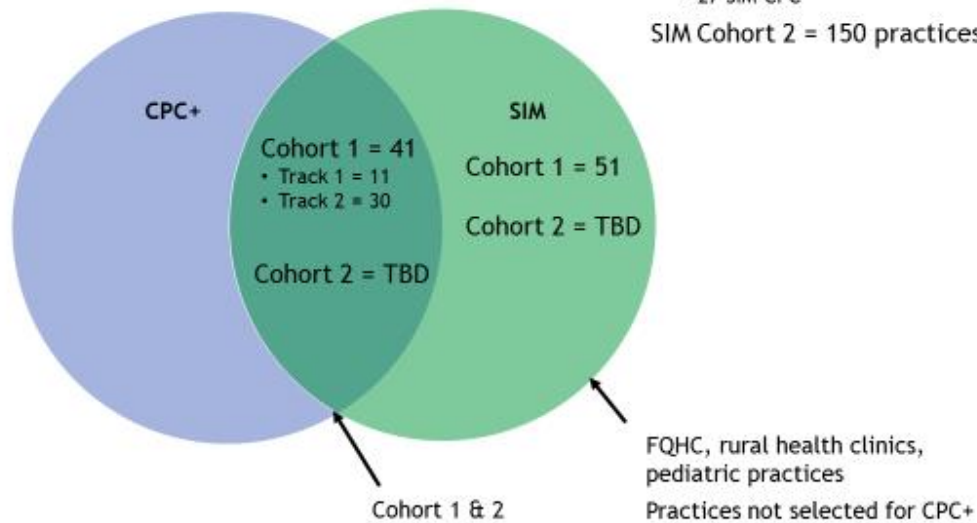 SIM Cohort 2 = 150 practices
CPC+
SIM
Cohort 1 = 41
• Track 1 = 11
• Track 2 = 30
Cohort 2 = TBD
Cohort 1 = 51
Cohort 2 = TBD
FQHC, rural health clinics,
pediatric practices
Practices not selected for CPC+
Cohort 1 & 2